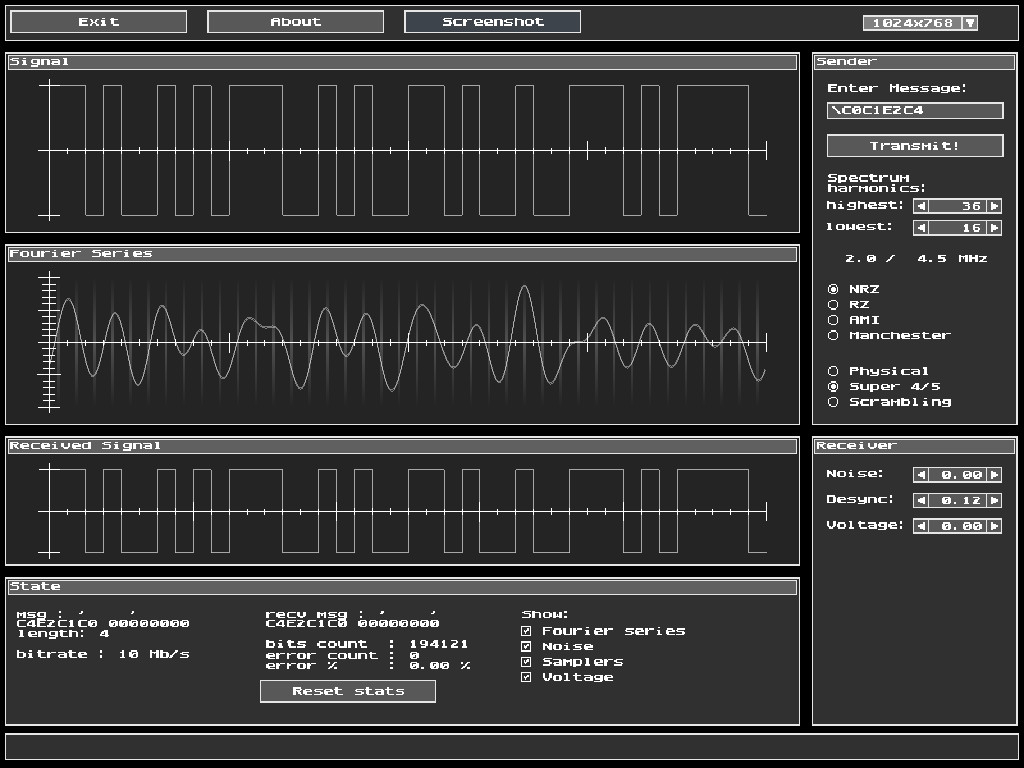 Exit
About
Screenshot
1024x768
Signal
Sender
Enter Message:
\C0C1E2C4
Transmit!
Spectrum
harmonics:
highest: 36
lowest: 16
2.0 / 4.5 MHz
NRZ
RZ
AMI
Manchester
Physical
Super 4/5
Scrambling
Fourier Series
Received Signal
Receiver
Noise: 0.00
Desync: 0.12
Voltage: 0.00
State
msg : ' '
C4E2C1C0 00000000
length: 4
bitrate : 10 Mb/s
recv msg : ' '
C4E2C1C0 00000000
bits count : 194121
error count : 0
error % : 0.00 %
Reset stats
Show:
Fourier series
Noise
Samplers
Voltage